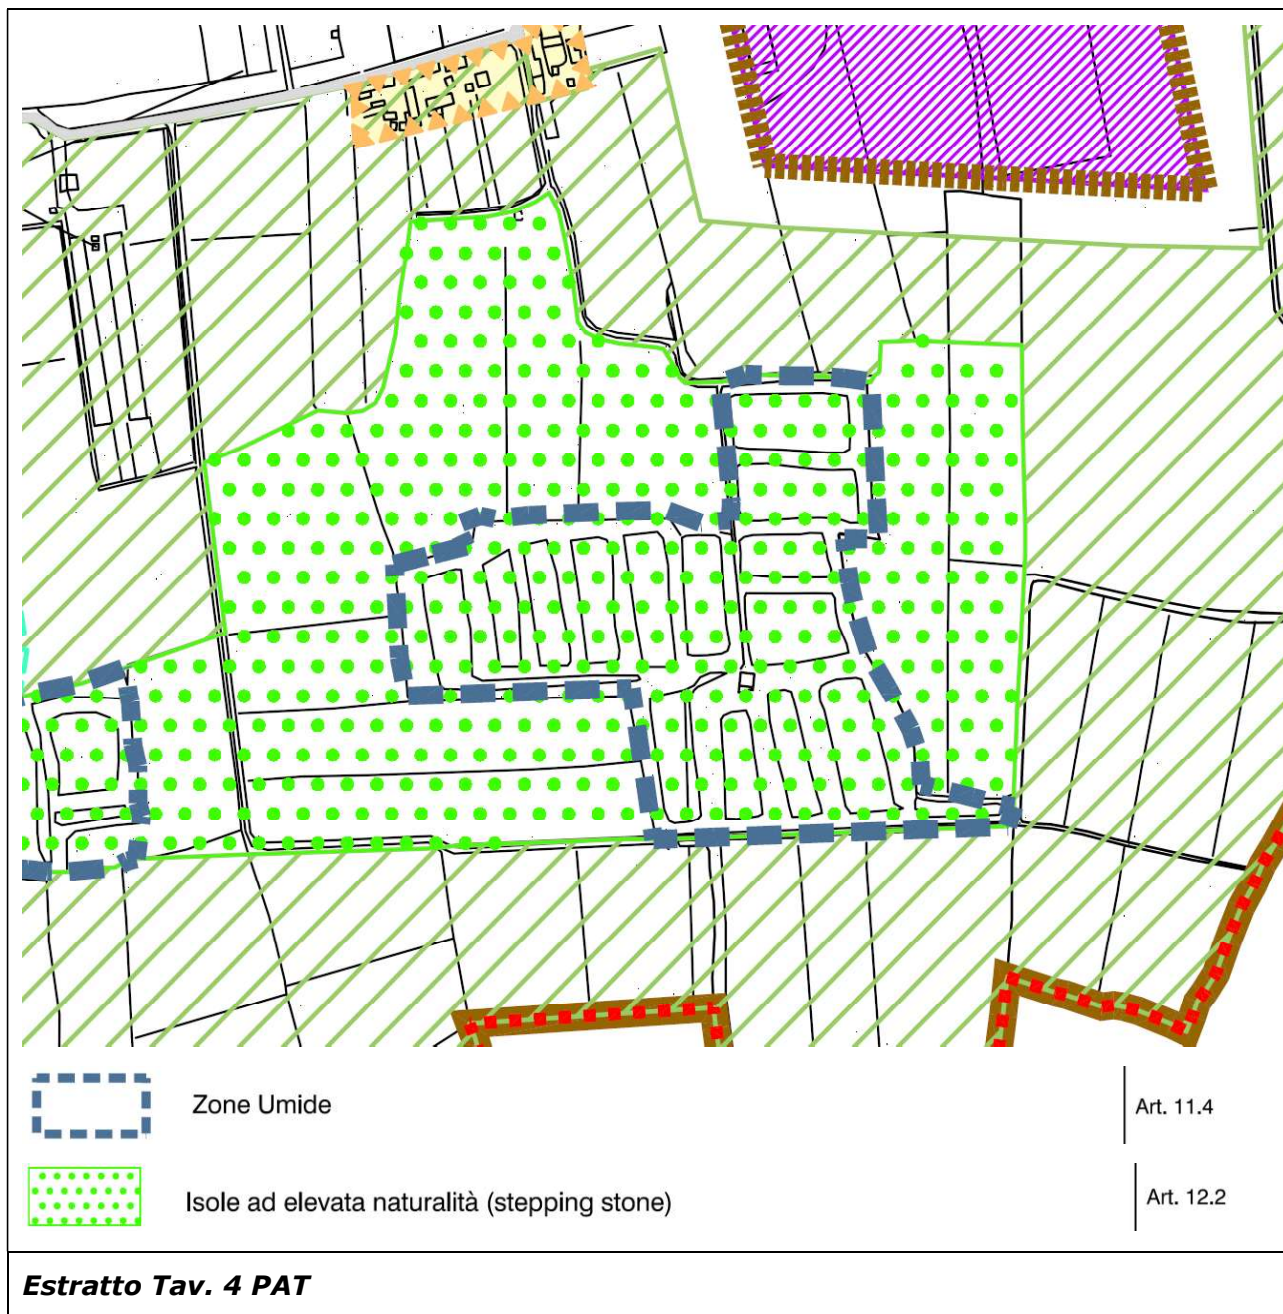 Zone Umide
Art. 11.4
Isole ad elevata naturalità (stepping stone)
Art. 12.2
Estratto Tav. 4 PAT